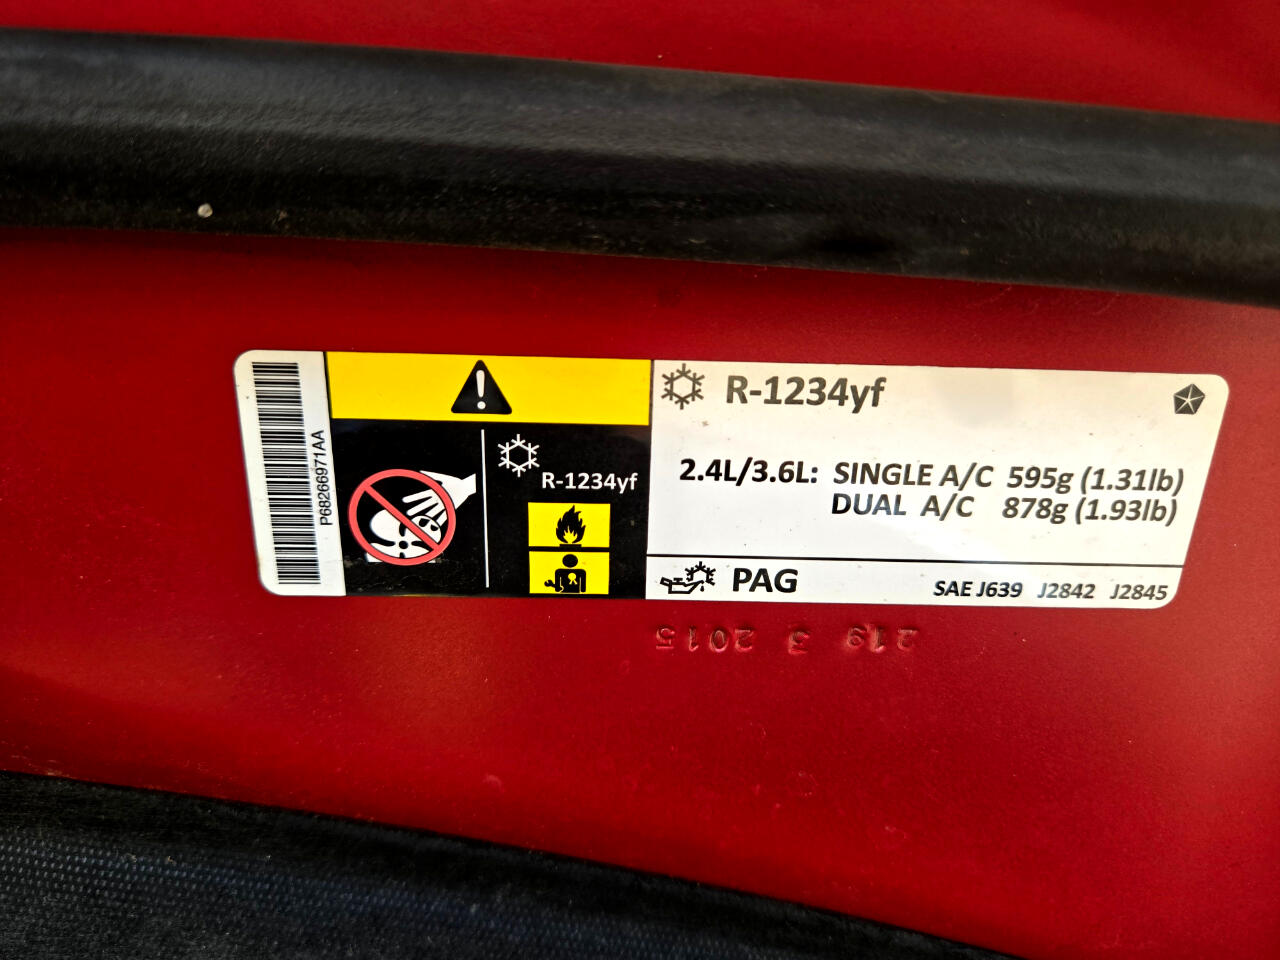 P68266971AA
R-1234yf
R-1234yf
2.4L/3.6L: SINGLE A/C 595g (1.31lb)
DUAL A/C 878g (1.93lb)
PAG
SAE J639 J2842 J2845
219 3 2015